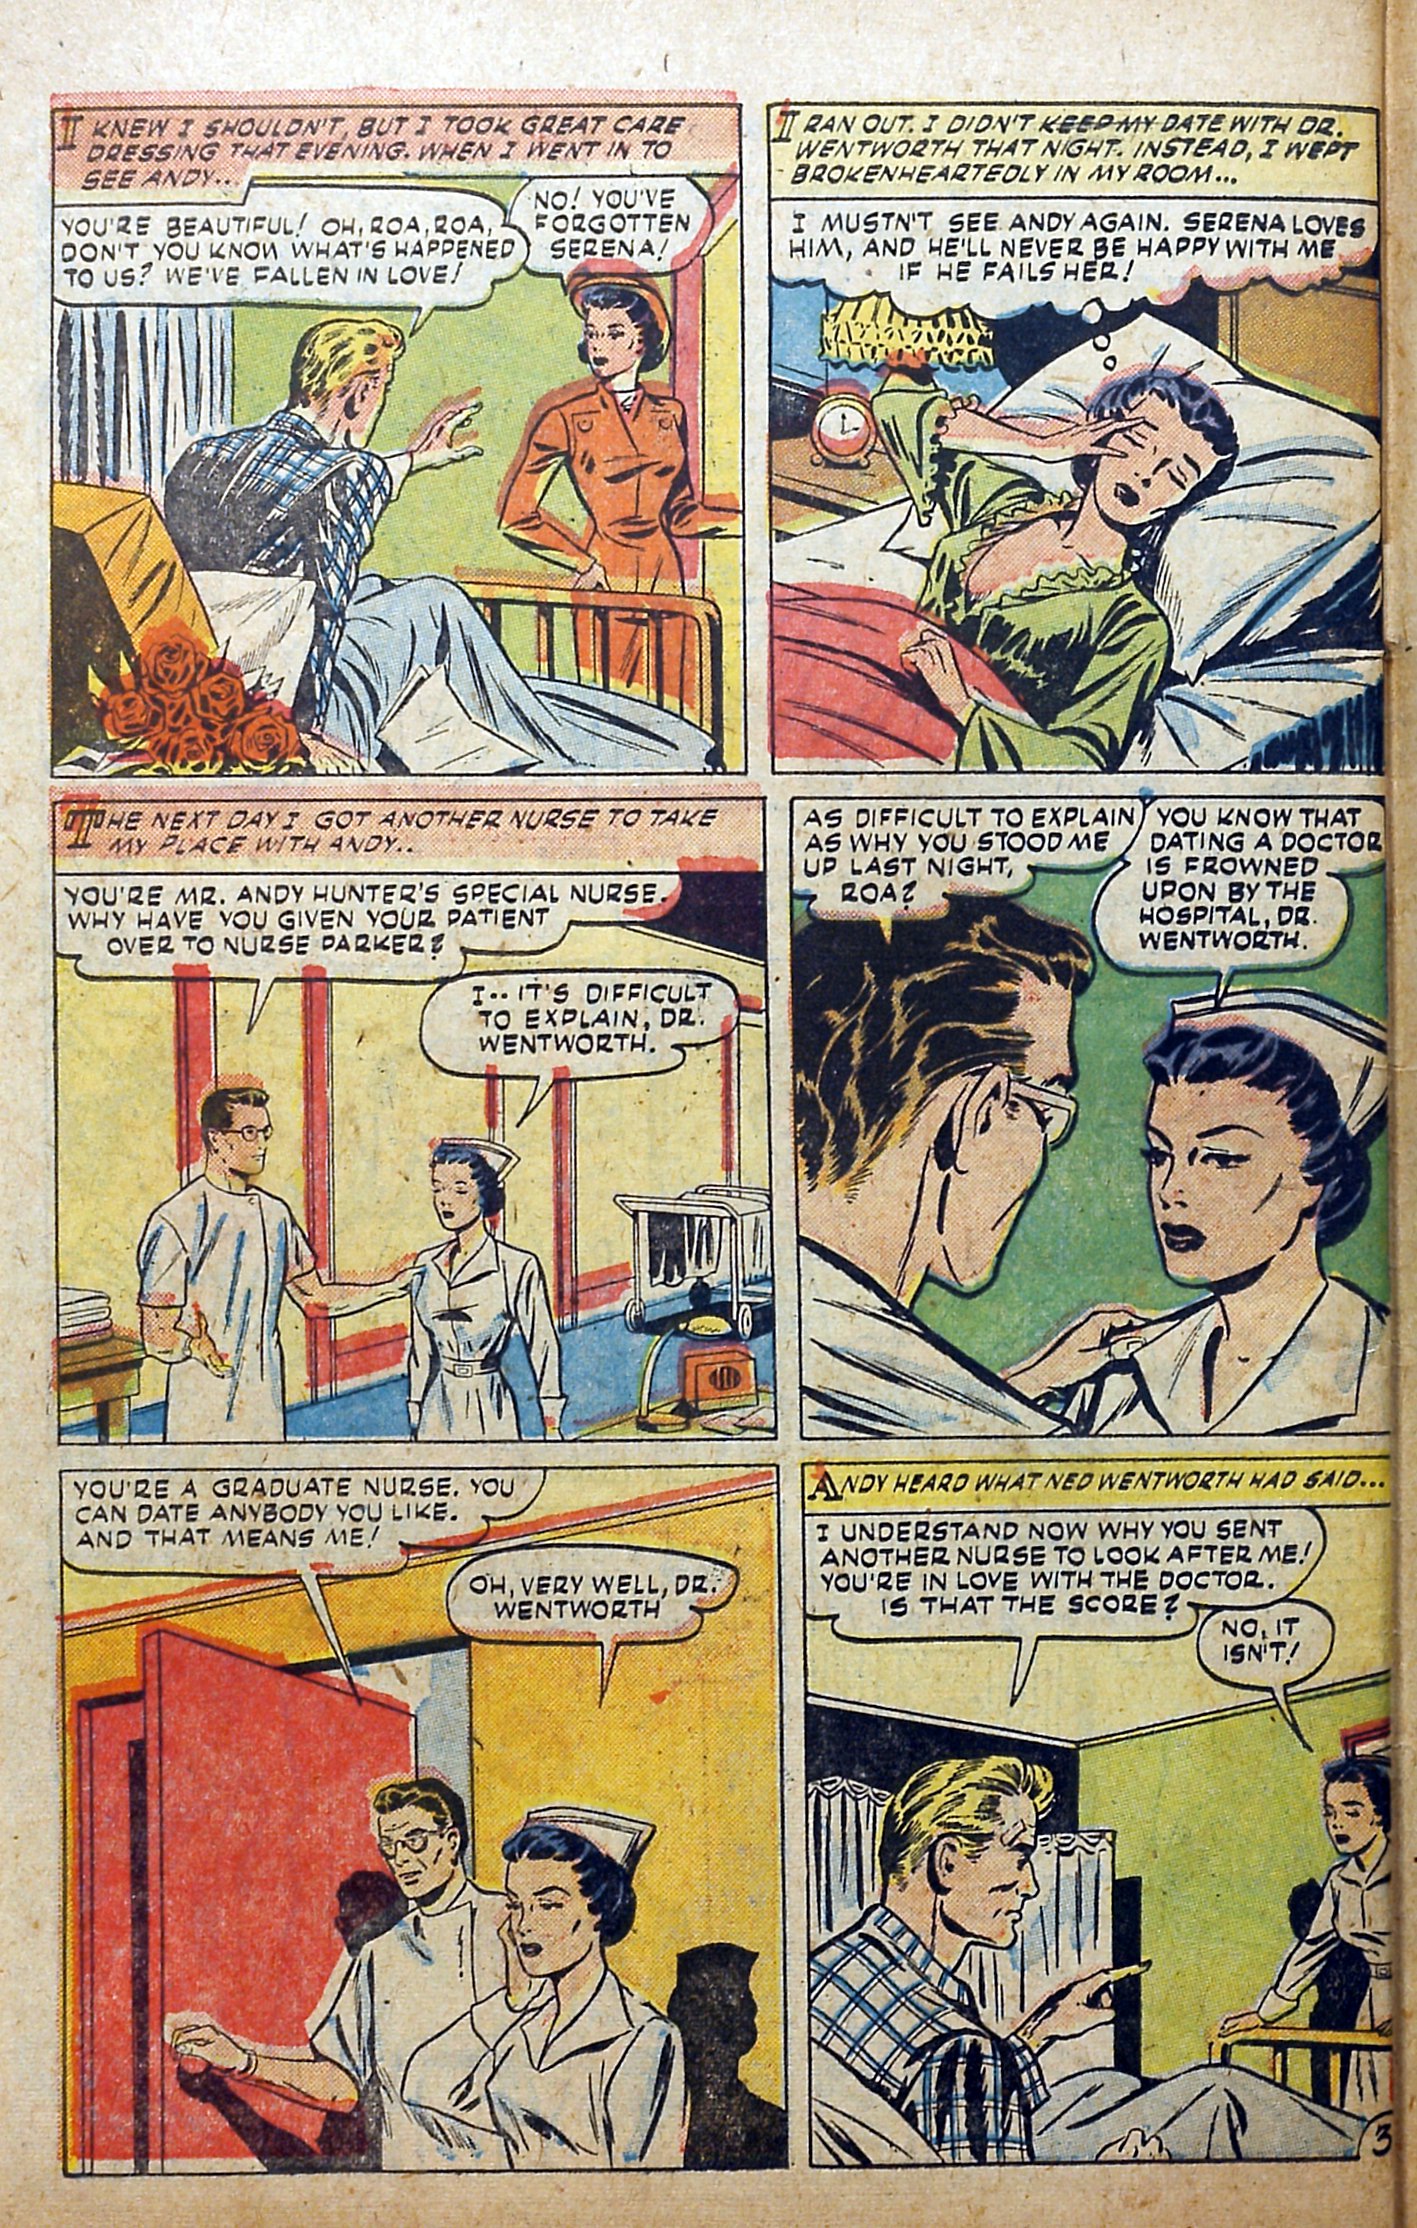 I KNEW I SHOULDN'T, BUT I TOOK GREAT CARE
DRESSING THAT EVENING. WHEN I WENT IN TO
SEE ANDY...
YOU'RE BEAUTIFUL! OH, ROA, ROA,
DON'T YOU KNOW WHAT'S HAPPENED
TO US? WE'VE FALLEN IN LOVE!
NO! YOU'VE
FORGOTTEN
SERENA!
I RAN OUT. I DIDN'T KEEP MY DATE WITH DR.
WENTWORTH THAT NIGHT. INSTEAD, I WEPT
BROKENHEARTEDLY IN MY ROOM...
I MUSTN'T SEE ANDY AGAIN. SERENA LOVES
HIM, AND HE'LL NEVER BE HAPPY WITH ME
IF HE FAILS HER!
THE NEXT DAY I GOT ANOTHER NURSE TO TAKE
MY PLACE WITH ANDY..
YOU'RE MR. ANDY HUNTER'S SPECIAL NURSE.
WHY HAVE YOU GIVEN YOUR PATIENT
OVER TO NURSE PARKER?
I-- IT'S DIFFICULT
TO EXPLAIN, DR.
WENTWORTH.
AS DIFFICULT TO EXPLAIN
AS WHY YOU STOOD ME
UP LAST NIGHT,
ROA?
YOU KNOW THAT
DATING A DOCTOR
IS FROWNED
UPON BY THE
HOSPITAL, DR.
WENTWORTH.
YOU'RE A GRADUATE NURSE. YOU
CAN DATE ANYBODY YOU LIKE.
AND THAT MEANS ME!
OH, VERY WELL, DR.
WENTWORTH
ANDY HEARD WHAT NED WENTWORTH HAD SAID...
I UNDERSTAND NOW WHY YOU SENT
ANOTHER NURSE TO LOOK AFTER ME!
YOU'RE IN LOVE WITH THE DOCTOR.
IS THAT THE SCORE?
NO, IT
ISN'T!
3